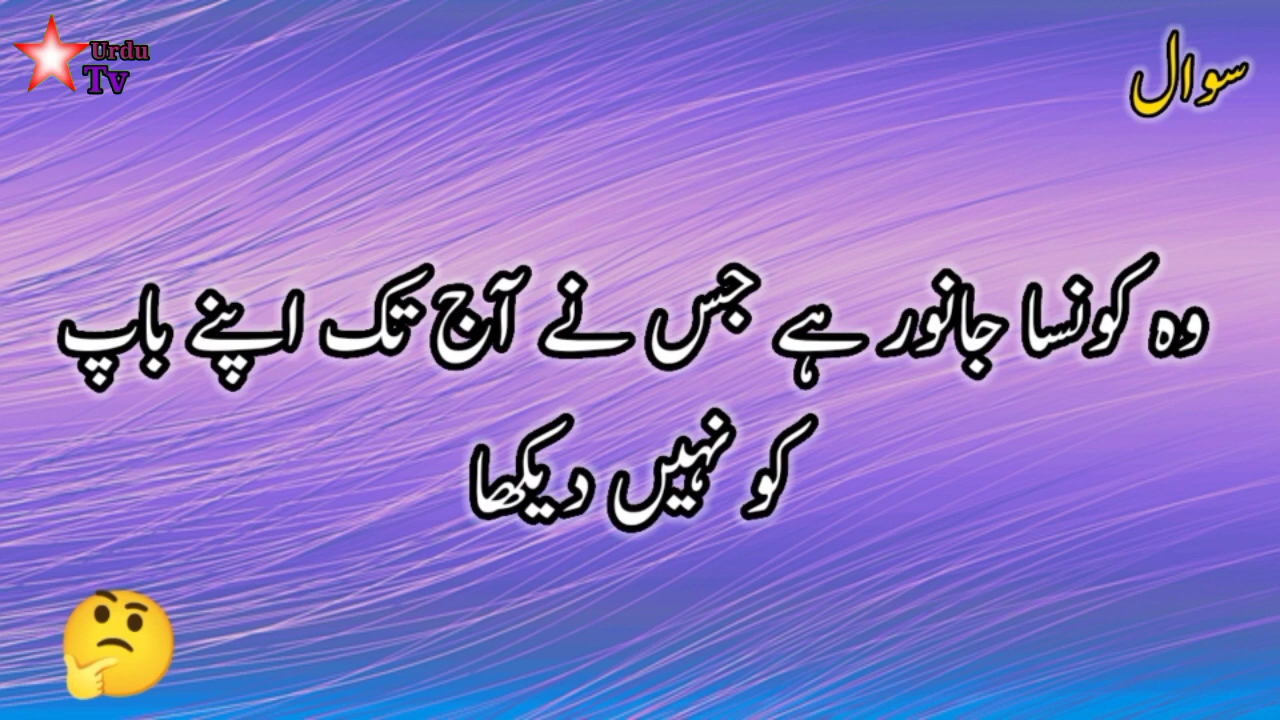 Urdu
Tv
سوال
وہ کونسا جانور ہے جس نے آج تک اپنے باپ
کو نہیں دیکھا